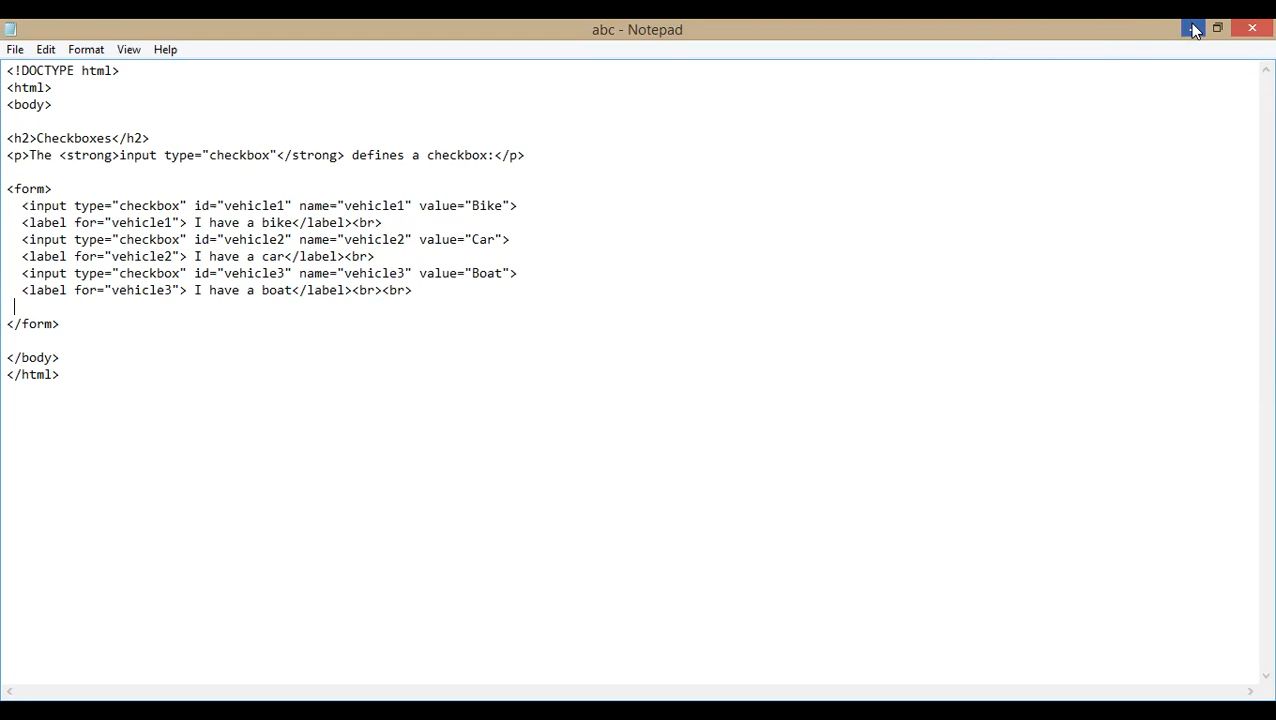 abc - Notepad
File Edit Format View Help
<!DOCTYPE html>
<html>
<body>
<h2>Checkboxes</h2>
<p>The <strong>input type="checkbox"</strong> defines a checkbox:</p>
<form>
<input type="checkbox" id="vehicle1" name="vehicle1" value="Bike">
<label for="vehicle1"> I have a bike</label><br>
<input type="checkbox" id="vehicle2" name="vehicle2" value="Car">
<label for="vehicle2"> I have a car</label><br>
<input type="checkbox" id="vehicle3" name="vehicle3" value="Boat">
<label for="vehicle3"> I have a boat</label><br><br>
</form>
</body>
</html>